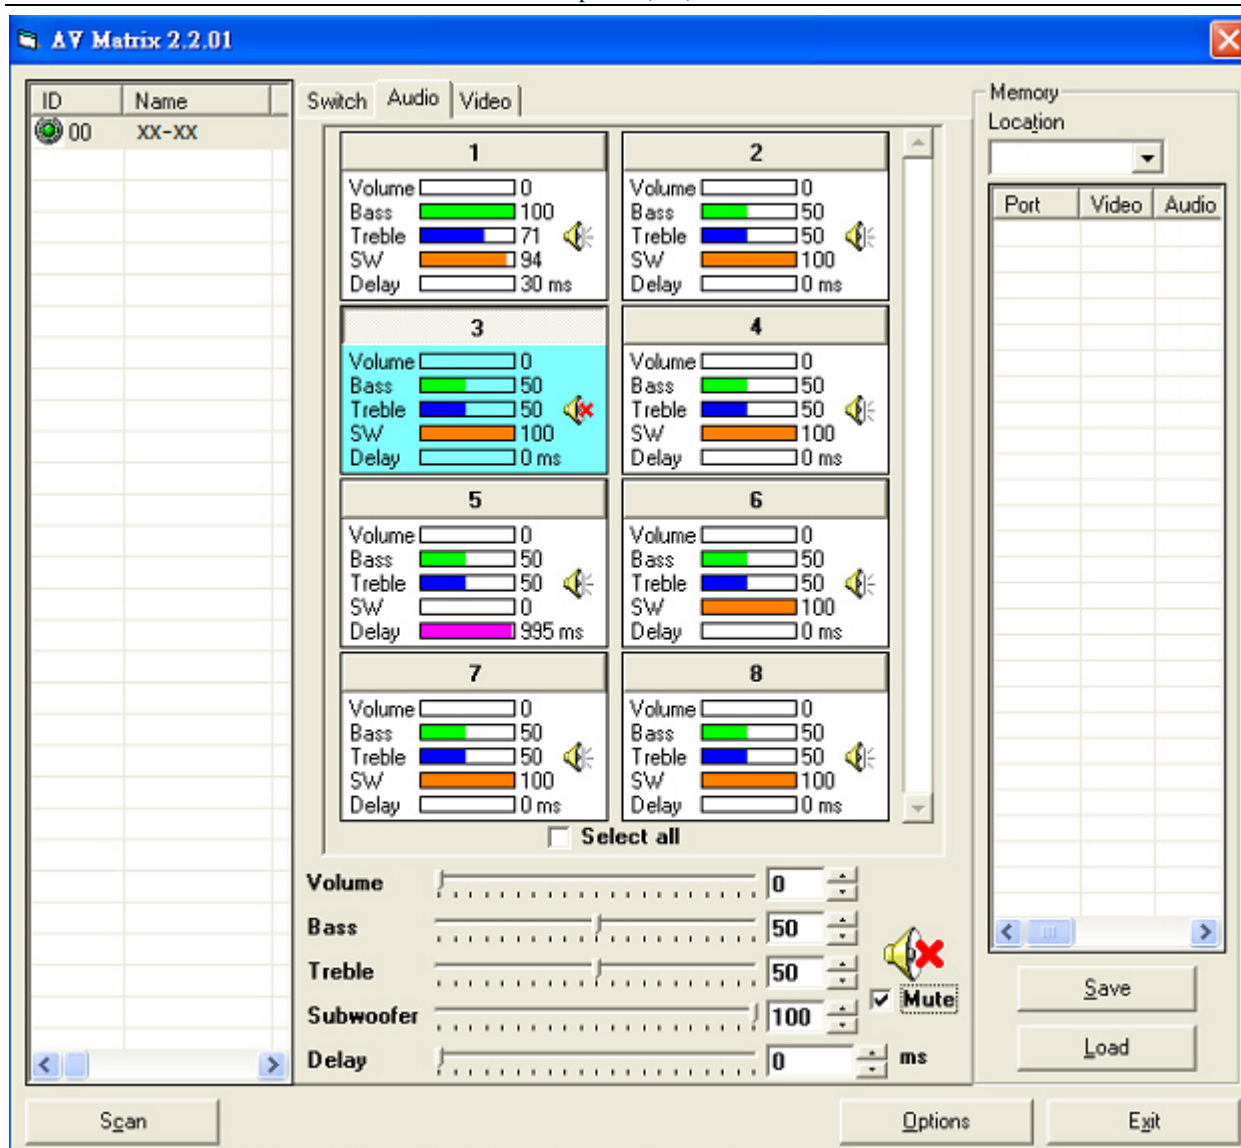 AV Matrix 2.2.01
ID Name
00 XX-XX
Switch Audio Video
1
Volume 0
Bass 100
Treble 71
SW 94
Delay 30 ms
2
Volume 0
Bass 50
Treble 50
SW 100
Delay 0 ms
3
Volume 0
Bass 50
Treble 50
SW 100
Delay 0 ms
4
Volume 0
Bass 50
Treble 50
SW 100
Delay 0 ms
5
Volume 0
Bass 50
Treble 50
SW 0
Delay 995 ms
6
Volume 0
Bass 50
Treble 50
SW 100
Delay 0 ms
7
Volume 0
Bass 50
Treble 50
SW 100
Delay 0 ms
8
Volume 0
Bass 50
Treble 50
SW 100
Delay 0 ms
Select all
Volume 0
Bass 50
Treble 50
Subwoofer 100
Delay 0 ms
Mute
Memory
Location
Port Video Audio
Save
Load
Scan
Options
Exit